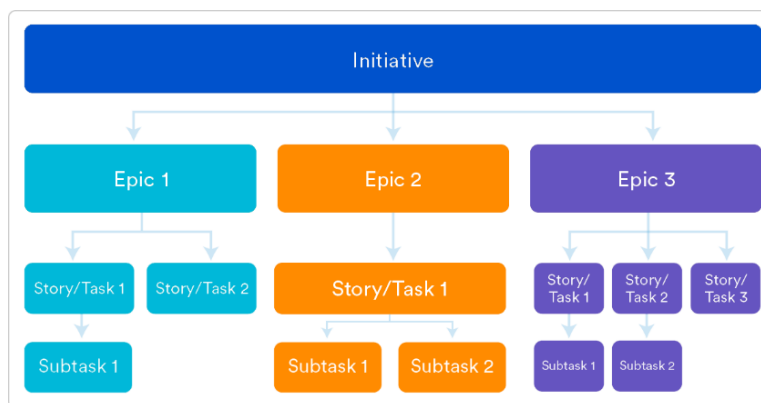 Initiative
Epic 1
Epic 2
Epic 3
Story/Task 1
Story/Task 2
Story/Task 1
Story/
Task 1
Story/
Task 2
Story/
Task 3
Subtask 1
Subtask 1
Subtask 2
Subtask 1
Subtask 2